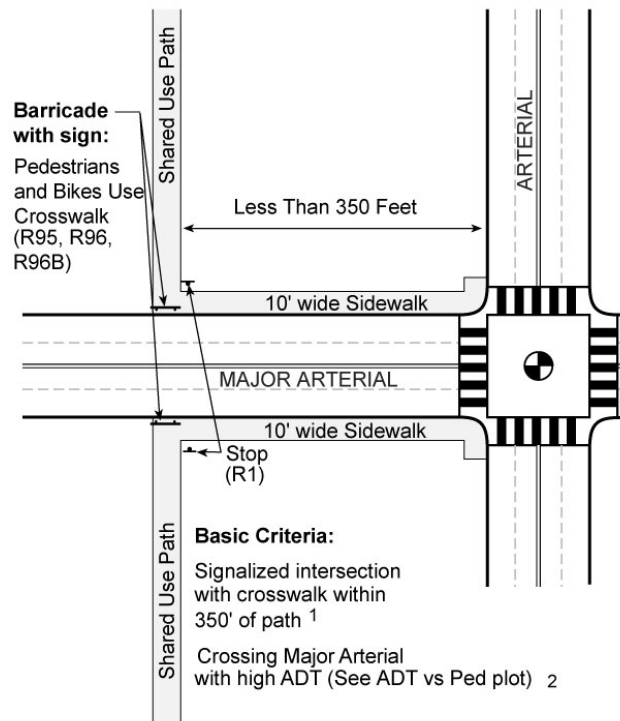 Shared Use Path
ARTERIAL
Barricade
with sign:
Pedestrians
and Bikes Use
Crosswalk
(R95, R96,
R96B)
Less Than 350 Feet
10' wide Sidewalk
MAJOR ARTERIAL
10' wide Sidewalk
Stop
(R1)
Shared Use Path
Basic Criteria:
Signalized intersection
with crosswalk within
350' of path 1
Crossing Major Arterial
with high ADT (See ADT vs Ped plot) 2